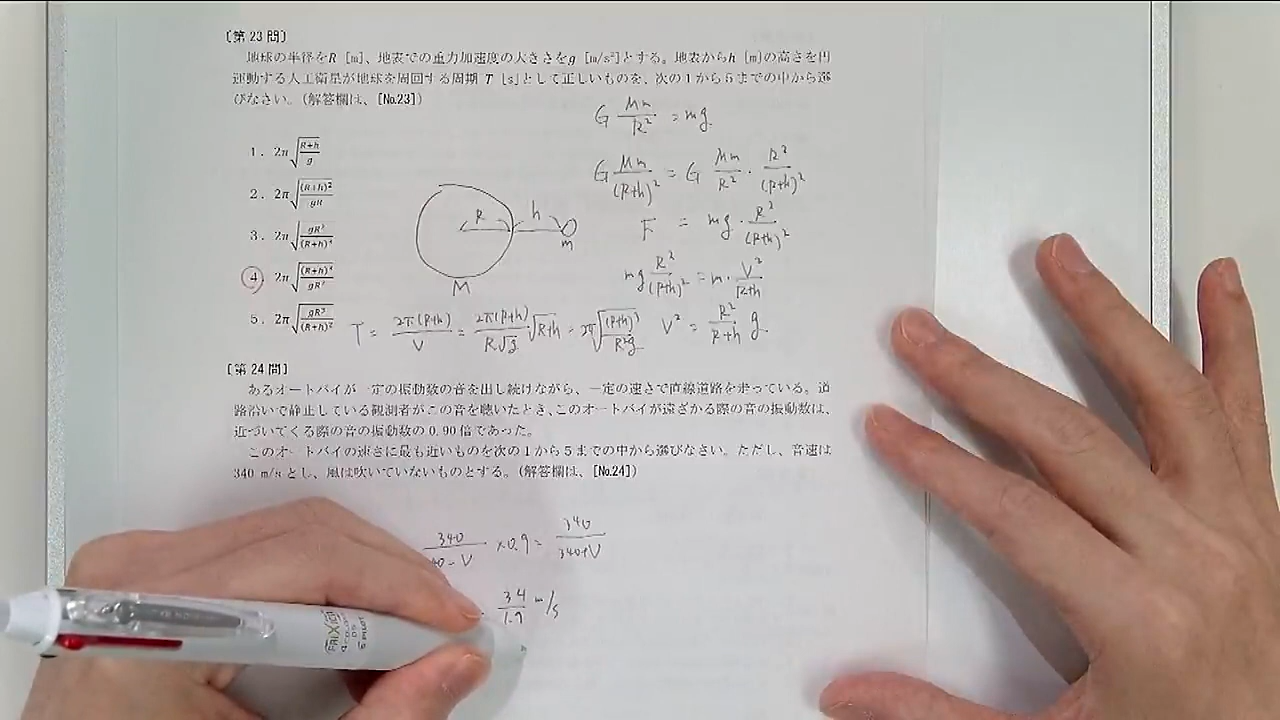 〔第23問〕
地球の半径をR [m]、地表での重力加速度の大きさをg [m/s²]とする。地表からh [m]の高さを円
運動する人工衛星が地球を周回する周期 T [s]として正しいものを、次の1から5までの中から選
びなさい。(解答欄は、[No.23])
G Mm/R² = mg
1. 2π√((R+h)/g)
G Mm/(R+h)² = G Mm/R² · R²/(R+h)²
2. 2π√((R+h)²/gR)
R h m
F = mg · R²/(R+h)²
3. 2π√(gR²/(R+h)³)
mg R²/(R+h)² = m · V²/R+h
4. 2π√((R+h)³/gR²)
M
5. 2π√(gR³/(R+h)²)
T = 2π(R+h)/V = 2π(R+h)/R√g √R+h = 2π√((R+h)³/R²g)
V² = R²/R+h g
〔第24問〕
あるオートバイが一定の振動数の音を出し続けながら、一定の速さで直線道路を走っている。道
路沿いで静止している観測者がこの音を聴いたとき、このオートバイが遠ざかる際の音の振動数は、
近づいてくる際の音の振動数の0.90倍であった。
このオートバイの速さに最も近いものを次の1から5までの中から選びなさい。ただし、音速は
340 m/sとし、風は吹いていないものとする。(解答欄は、[No.24])
340/40-V ×0.9 = 340/340+V
34/1.9 m/s
FRIXION
PILOT